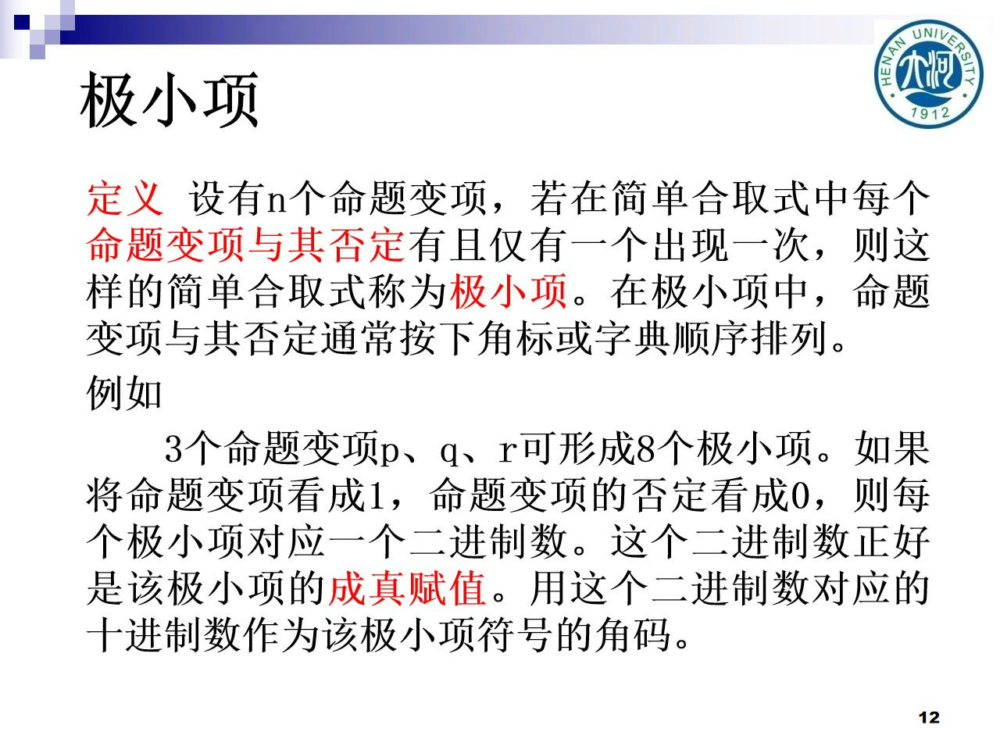 HENAN UNIVERSITY
1912
极小项
定义 设有n个命题变项，若在简单合取式中每个
命题变项与其否定有且仅有一个出现一次，则这
样的简单合取式称为极小项。在极小项中，命题
变项与其否定通常按下角标或字典顺序排列。
例如
3个命题变项p、q、r可形成8个极小项。如果
将命题变项看成1，命题变项的否定看成0，则每
个极小项对应一个二进制数。这个二进制数正好
是该极小项的成真赋值。用这个二进制数对应的
十进制数作为该极小项符号的角码。
12